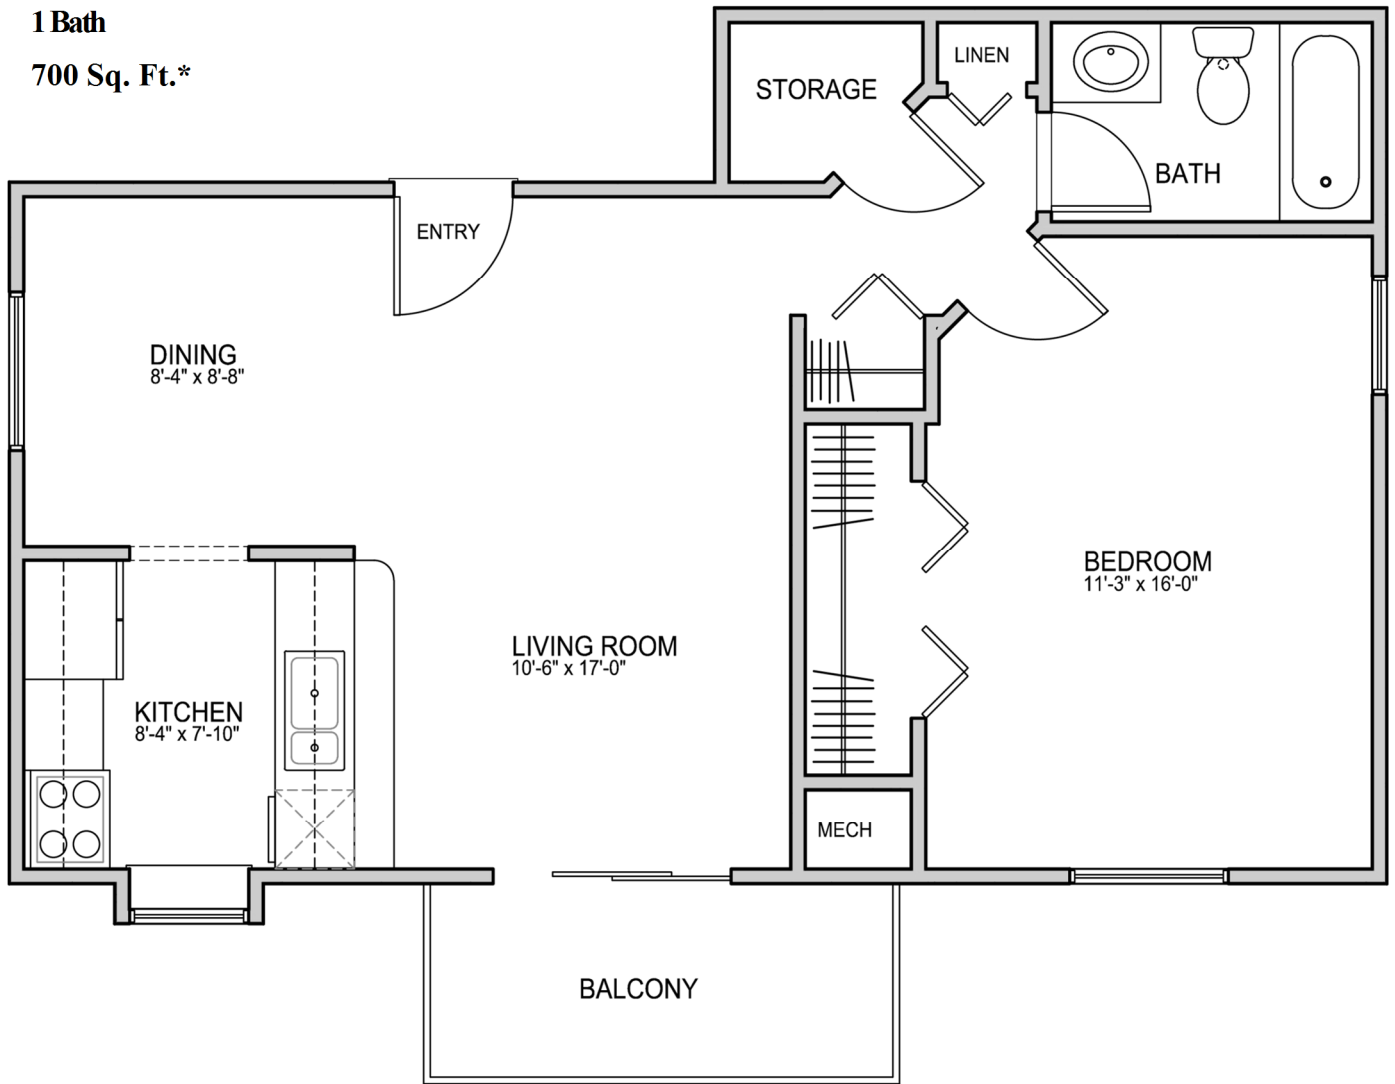 1 Bath
700 Sq. Ft.*
STORAGE
LINEN
BATH
ENTRY
DINING
8'-4" x 8'-8"
BEDROOM
11'-3" x 16'-0"
LIVING ROOM
10'-6" x 17'-0"
KITCHEN
8'-4" x 7'-10"
MECH
BALCONY